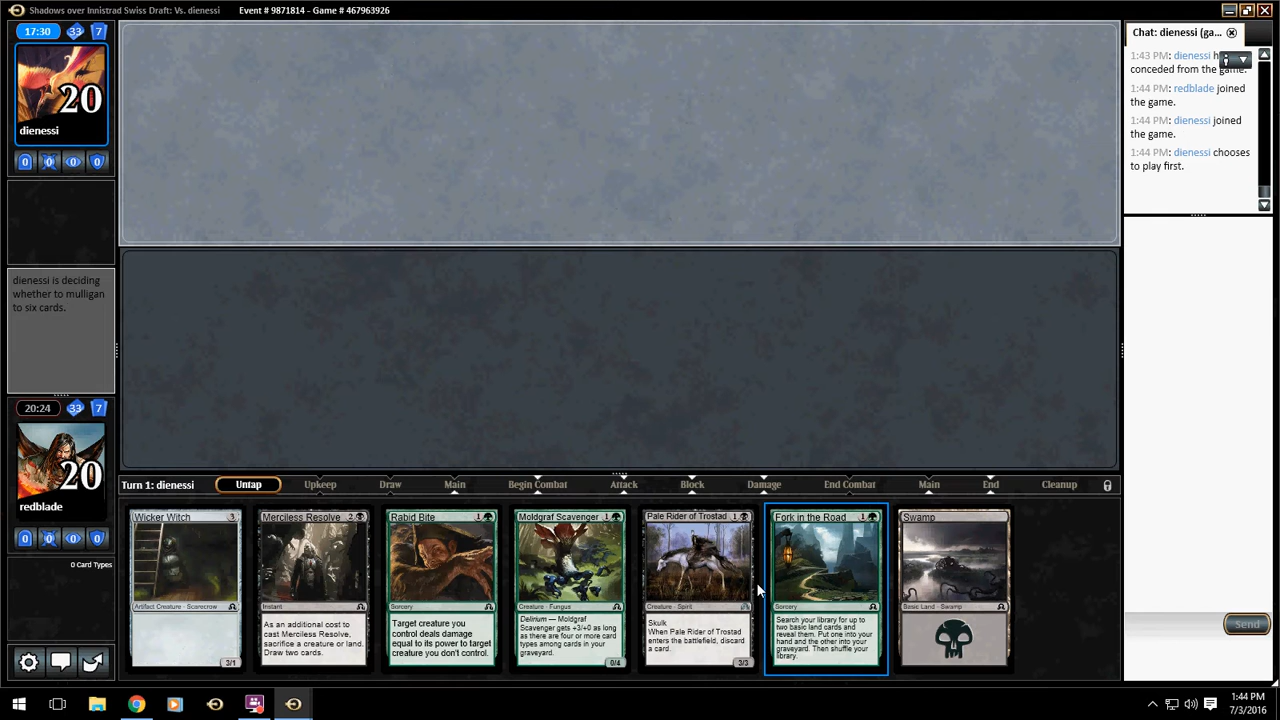 Shadows over Innistrad Swiss Draft: Vs. dienessi
Event # 9871814 - Game # 467963926
17:30
33
7
20
dienessi
0
0
0
0
dienessi is deciding
whether to mulligan
to six cards.
20:24
33
7
20
redblade
0
0
0
0
0 Card Types
Chat: dienessi (ga...
1:43 PM: dienessi h
conceded from the game.
1:44 PM: redblade joined
the game.
1:44 PM: dienessi joined
the game.
1:44 PM: dienessi chooses
to play first.
Send
Turn 1: dienessi
Untap
Upkeep
Draw
Main
Begin Combat
Attack
Block
Damage
End Combat
Main
End
Cleanup
Wicker Witch
3
Artifact Creature - Scarecrow
3/1
Merciless Resolve
2
Instant
As an additional cost to
cast Merciless Resolve,
sacrifice a creature or land.
Draw two cards.
Rabid Bite
1
Sorcery
Target creature you
control deals damage
equal to its power to target
creature you don't control.
Moldgraf Scavenger
1
Creature - Fungus
Delirium — Moldgraf
Scavenger gets +3/+0 as long
as there are four or more card
types among cards in your
graveyard.
0/4
Pale Rider of Trostad
1
Creature - Spirit
Skulk
When Pale Rider of Trostad
enters the battlefield, discard
a card.
3/3
Fork in the Road
1
Sorcery
Search your library for up to
two basic land cards and
reveal them. Put one into your
hand and the other into your
graveyard. Then shuffle your
library.
Swamp
Basic Land - Swamp
1:44 PM
7/3/2016